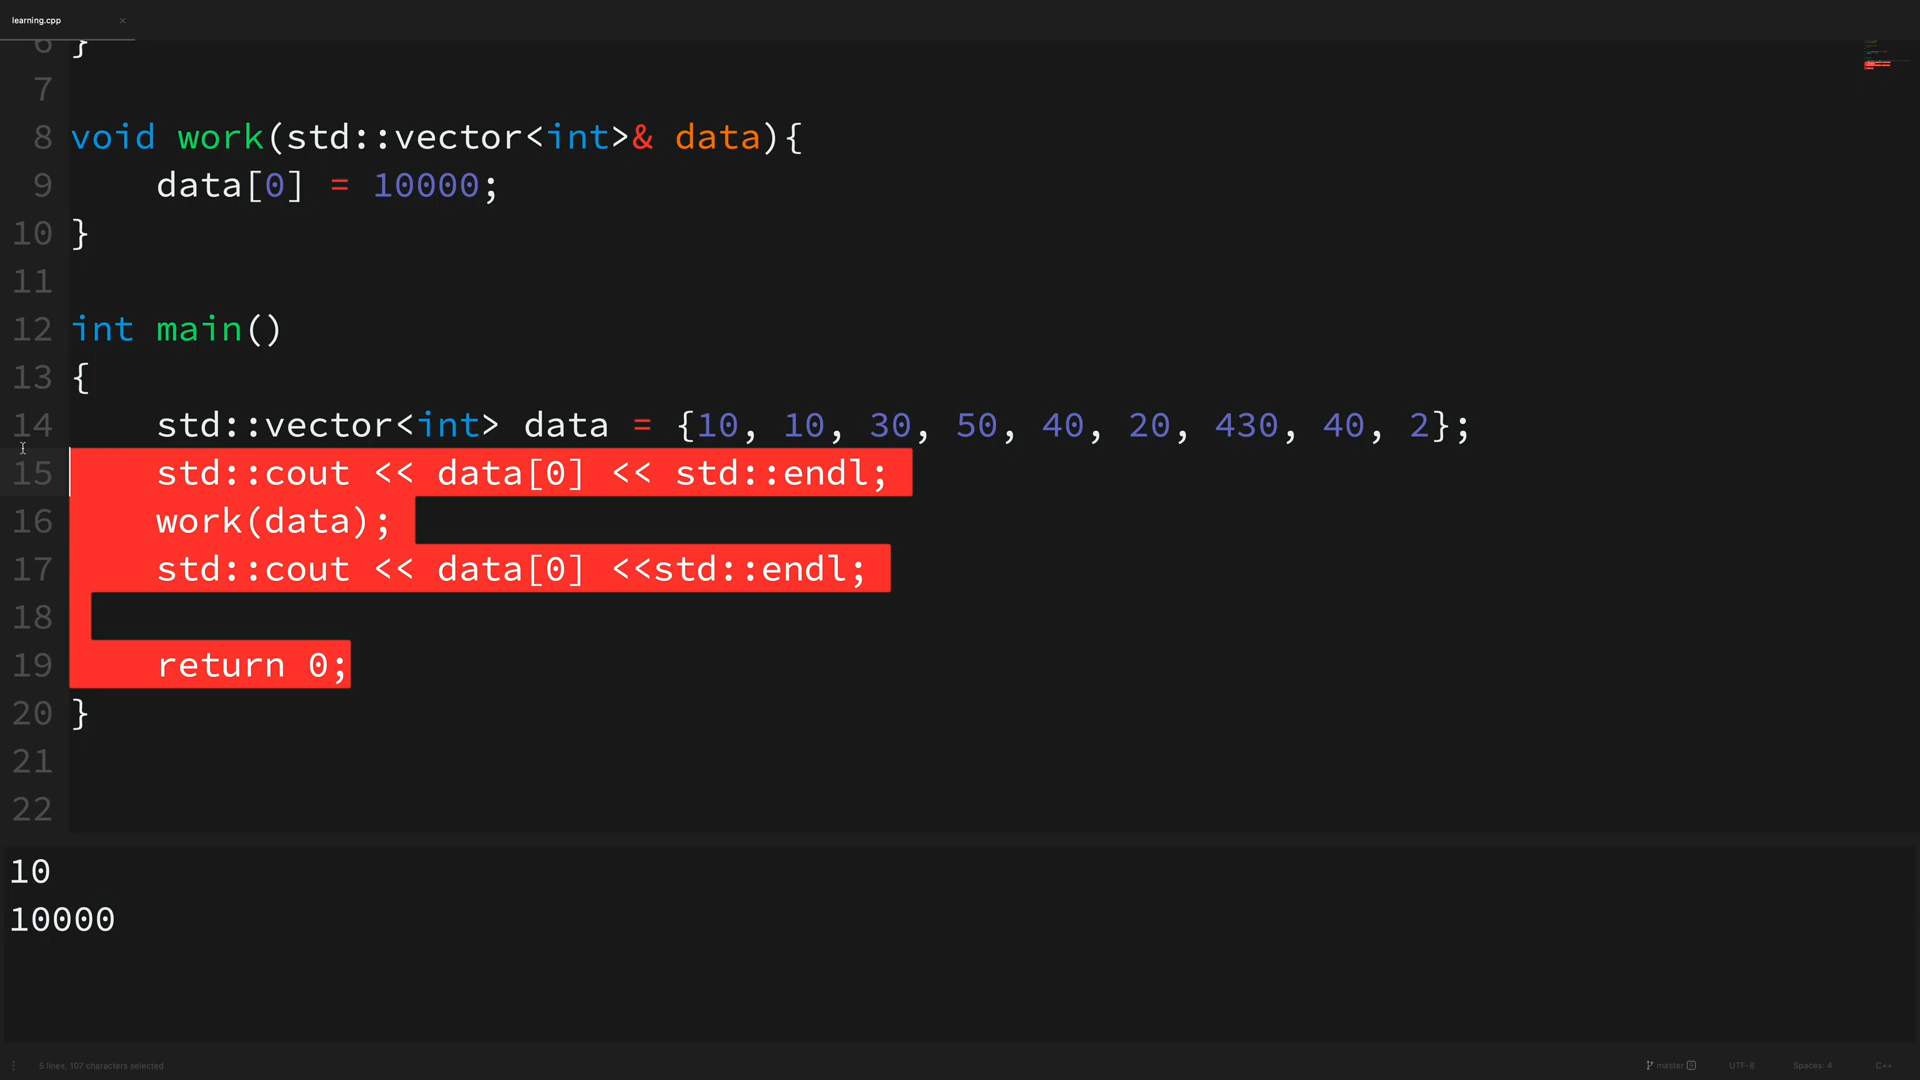 learning.cpp ×
6 }
7
8 void work(std::vector<int>& data){
9     data[0] = 10000;
10 }
11
12 int main()
13 {
14     std::vector<int> data = {10, 10, 30, 50, 40, 20, 430, 40, 2};
15     std::cout << data[0] << std::endl;
16     work(data);
17     std::cout << data[0] <<std::endl;
18
19     return 0;
20 }
21
22
10
10000
5 lines, 107 characters selected master UTF-8 Spaces: 4 C++